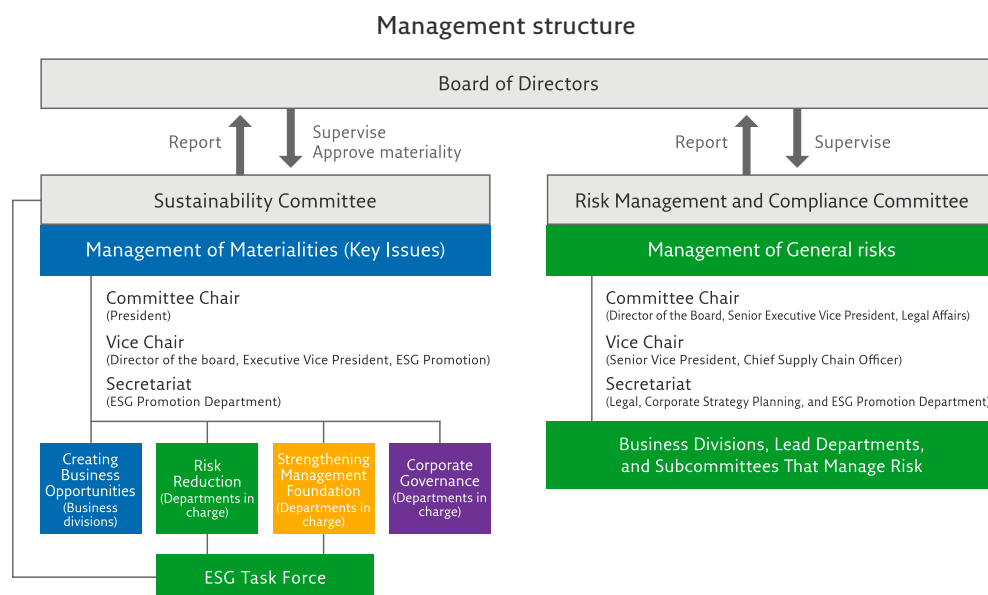 Management structure
Board of Directors
Report
Supervise
Approve materiality
Report
Supervise
Sustainability Committee
Management of Materialities (Key Issues)
Committee Chair
(President)
Vice Chair
(Director of the board, Executive Vice President, ESG Promotion)
Secretariat
(ESG Promotion Department)
Creating
Business
Opportunities
(Business
divisions)
Risk
Reduction
(Departments in
charge)
Strengthening
Management
Foundation
(Departments in
charge)
Corporate
Governance
(Departments in
charge)
ESG Task Force
Risk Management and Compliance Committee
Management of General risks
Committee Chair
(Director of the Board, Senior Executive Vice President, Legal Affairs)
Vice Chair
(Senior Vice President, Chief Supply Chain Officer)
Secretariat
(Legal, Corporate Strategy Planning, and ESG Promotion Department)
Business Divisions, Lead Departments,
and Subcommittees That Manage Risk